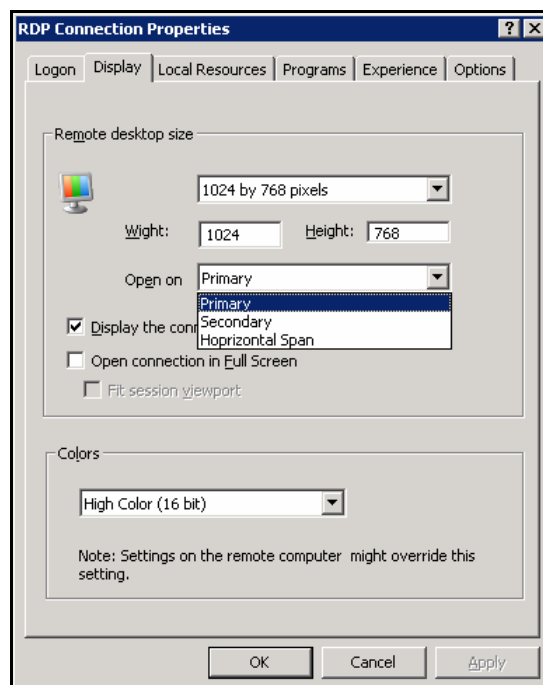 RDP Connection Properties
Logon Display Local Resources Programs Experience Options
Remote desktop size
1024 by 768 pixels
Wight: 1024 Height: 768
Open on Primary
Primary
Secondary
Hoprizontal Span
Display the con
Open connection in Full Screen
Fit session viewport
Colors
High Color (16 bit)
Note: Settings on the remote computer might override this
setting.
OK Cancel Apply